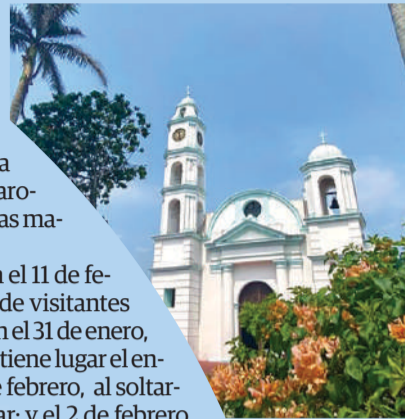 a
aro-
as ma-
n el 11 de fe-
de visitantes
n el 31 de enero,
tiene lugar el en-
e febrero, al soltar-
ar; y el 2 de febrero